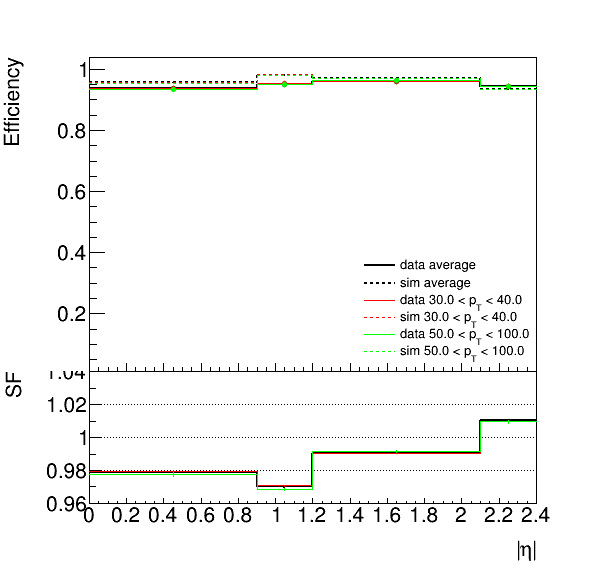 Efficiency
1
0.8
0.6
0.4
0.2
data average
sim average
data 30.0 < p_T < 40.0
sim 30.0 < p_T < 40.0
data 50.0 < p_T < 100.0
sim 50.0 < p_T < 100.0
SF
1.04
1.02
1
0.98
0.96
0 0.2 0.4 0.6 0.8 1 1.2 1.4 1.6 1.8 2 2.2 2.4
|η|